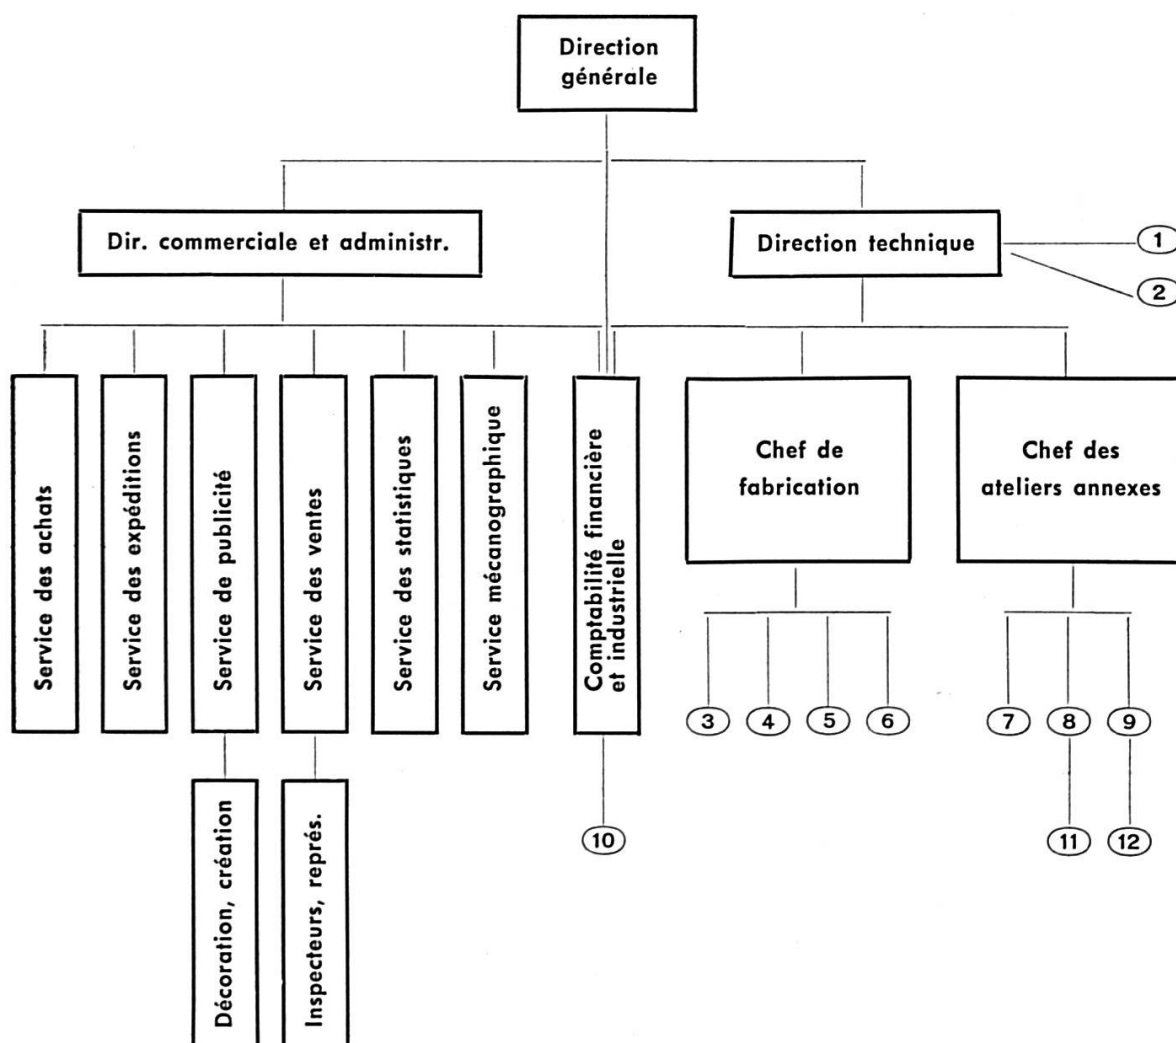 Direction
générale
Dir. commerciale et administr.
Direction technique
1
2
Service des achats
Service des expéditions
Service de publicité
Service des ventes
Service des statistiques
Service mécanographique
Comptabilité financière
et industrielle
Chef de
fabrication
Chef des
ateliers annexes
3
4
5
6
7
8
9
10
11
12
Décoration, création
Inspecteurs, représ.